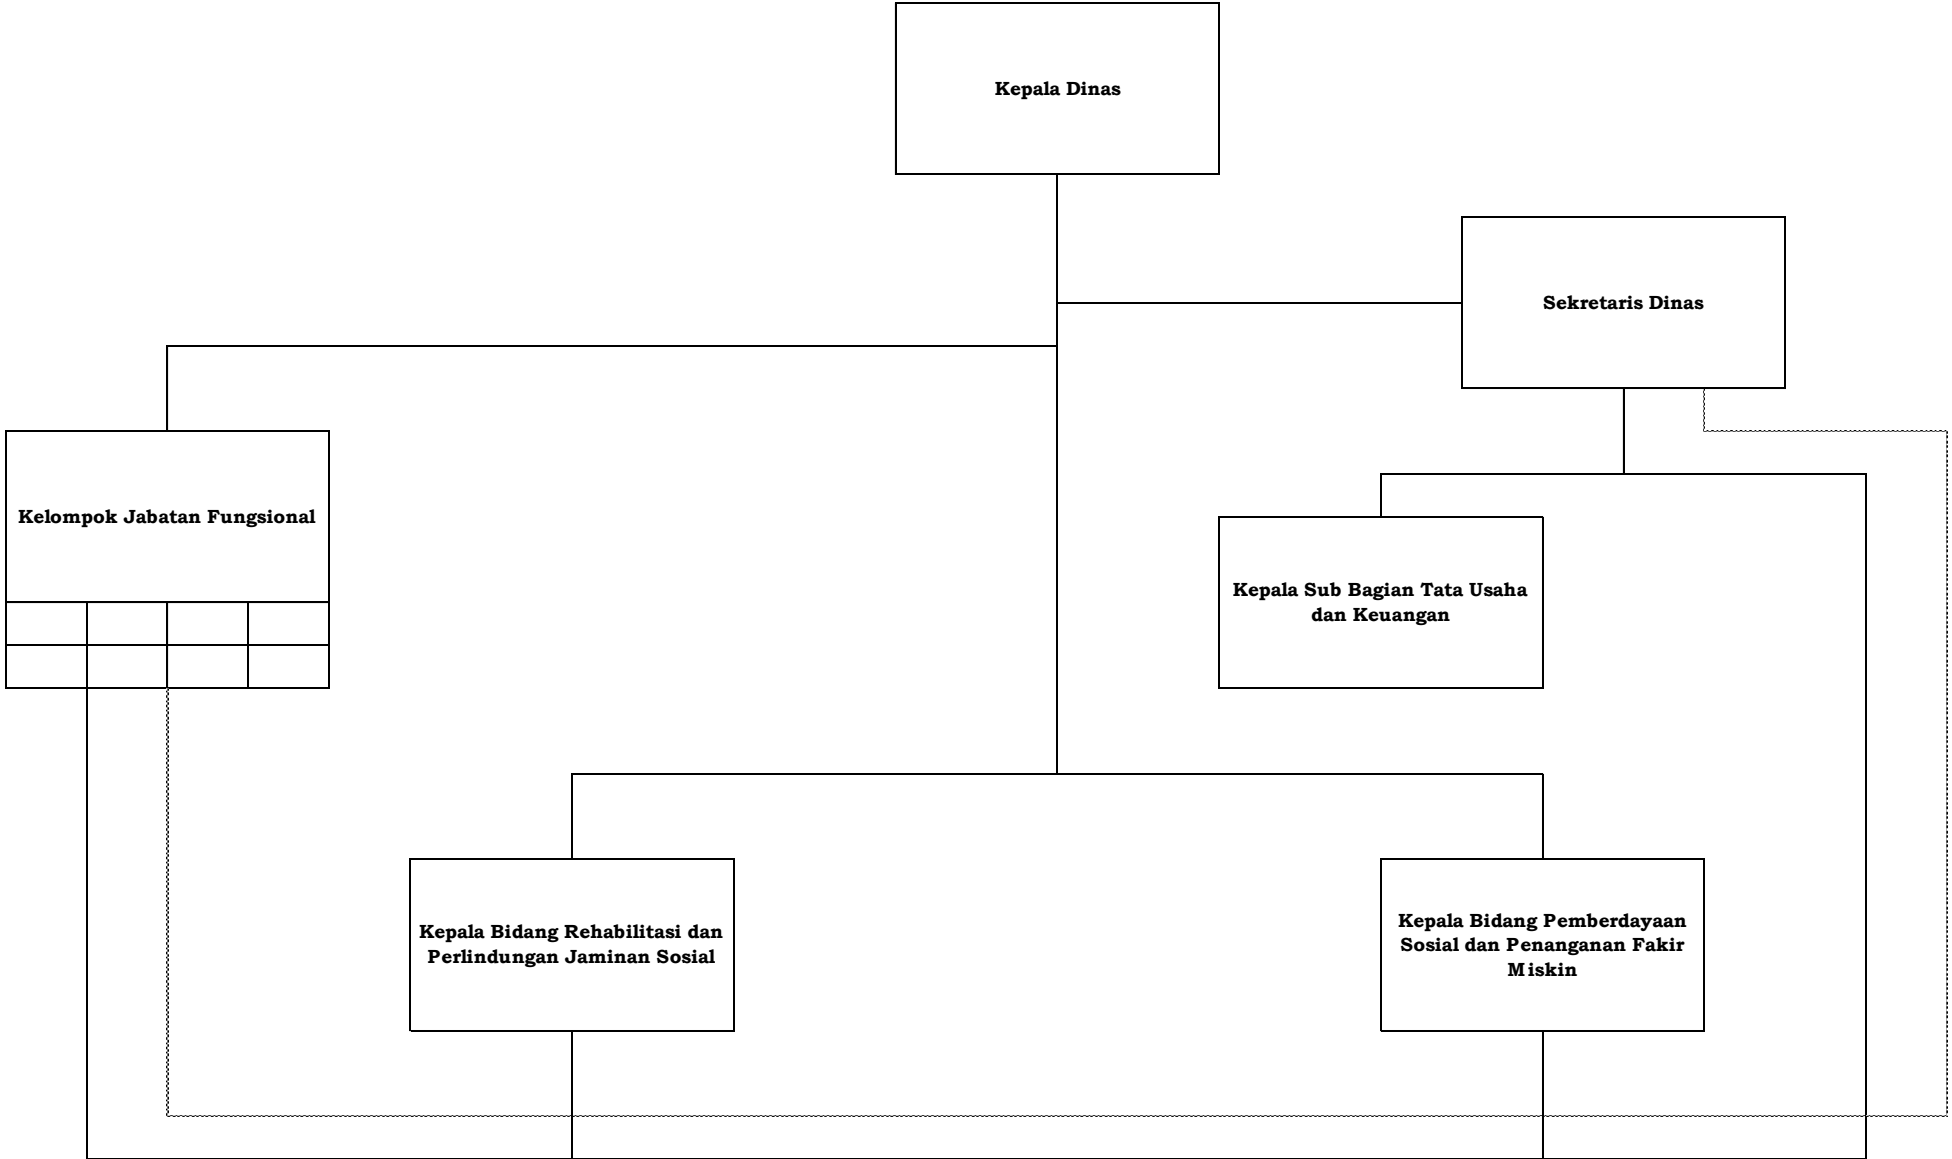 Kepala Dinas
Sekretaris Dinas
Kelompok Jabatan Fungsional
Kepala Sub Bagian Tata Usaha
dan Keuangan
Kepala Bidang Rehabilitasi dan
Perlindungan Jaminan Sosial
Kepala Bidang Pemberdayaan
Sosial dan Penanganan Fakir
Miskin